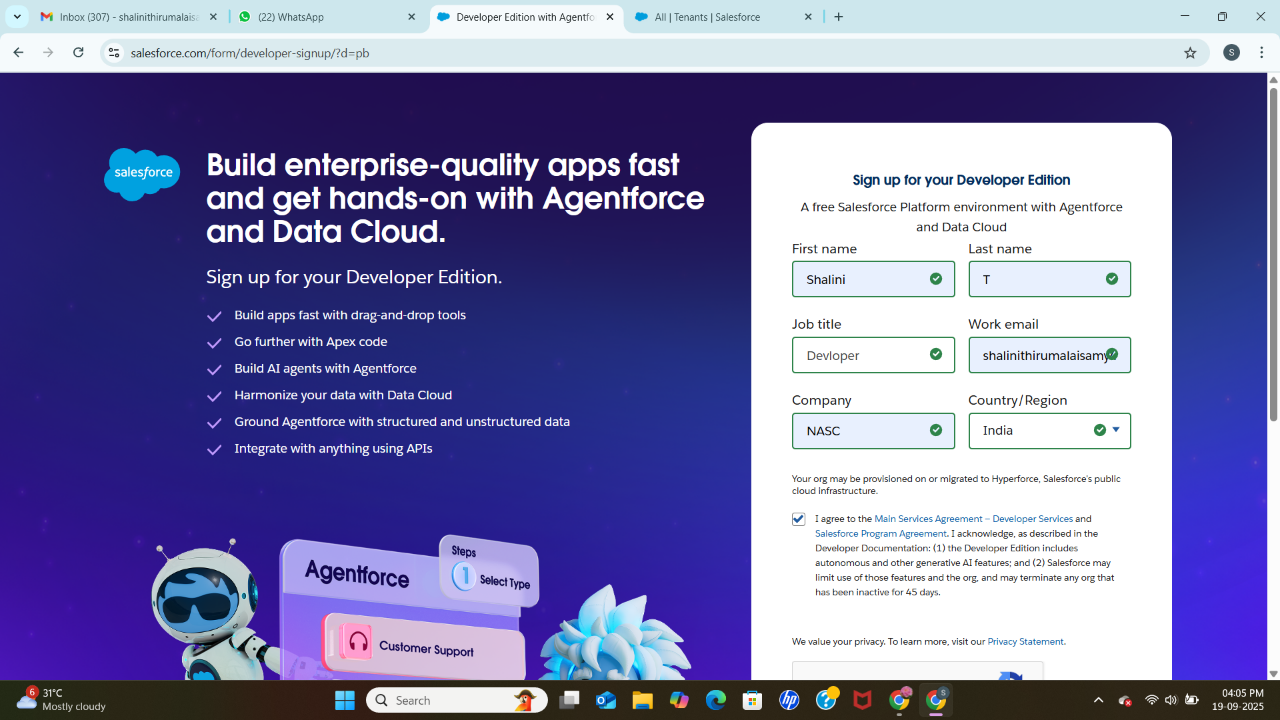 Inbox (307) - shalinithirumalaisa
(22) WhatsApp
Developer Edition with Agentfo
All | Tenants | Salesforce
salesforce.com/form/developer-signup/?d=pb
S
salesforce
Build enterprise-quality apps fast
and get hands-on with Agentforce
and Data Cloud.
Sign up for your Developer Edition.
Build apps fast with drag-and-drop tools
Go further with Apex code
Build AI agents with Agentforce
Harmonize your data with Data Cloud
Ground Agentforce with structured and unstructured data
Integrate with anything using APIs
Agentforce
Steps
1 Select Type
Customer Support
Sign up for your Developer Edition
A free Salesforce Platform environment with Agentforce
and Data Cloud
First name Last name
Shalini T
Job title Work email
Devloper shalinithirumalaisamy
Company Country/Region
NASC India
Your org may be provisioned on or migrated to Hyperforce, Salesforce's public
cloud infrastructure.
I agree to the Main Services Agreement – Developer Services and
Salesforce Program Agreement. I acknowledge, as described in the
Developer Documentation: (1) the Developer Edition includes
autonomous and other generative AI features; and (2) Salesforce may
limit use of those features and the org, and may terminate any org that
has been inactive for 45 days.
We value your privacy. To learn more, visit our Privacy Statement.
6
31°C
Mostly cloudy
Search
hp
S
04:05 PM
19-09-2025